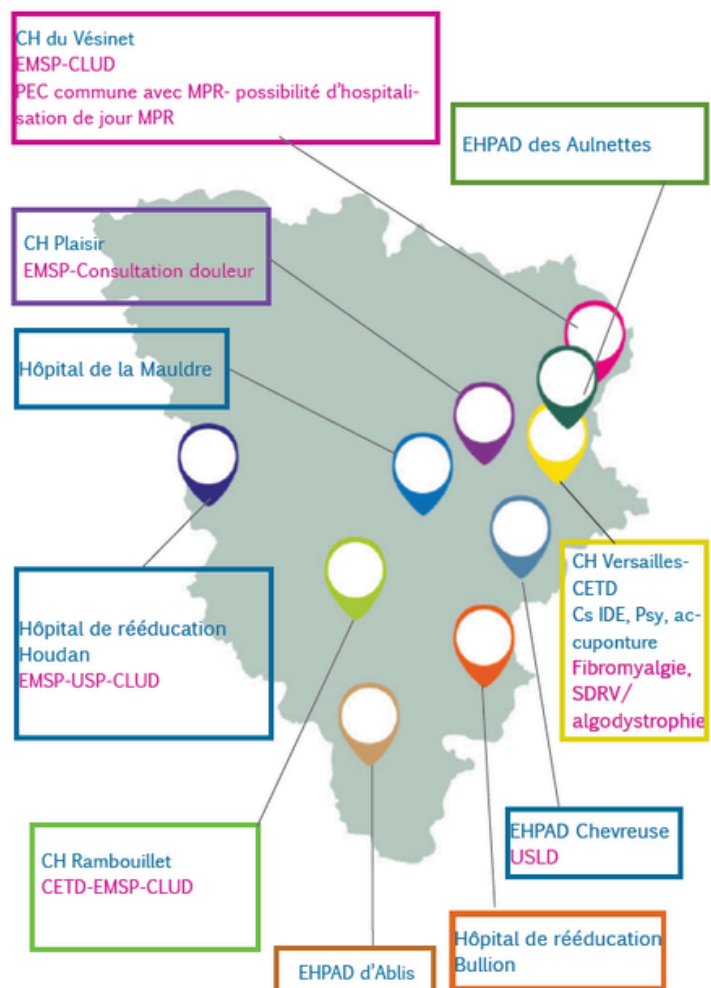 CH du Vésinet
EMSP-CLUD
PEC commune avec MPR- possibilité d'hospitali-
sation de jour MPR
EHPAD des Aulnettes
CH Plaisir
EMSP-Consultation douleur
Hôpital de la Mauldre
CH Versailles-
CETD
Cs IDE, Psy, ac-
cuponture
Fibromyalgie,
SDRV/
algodystrophie
Hôpital de rééducation
Houdan
EMSP-USP-CLUD
EHPAD Chevreuse
USLD
CH Rambouillet
CETD-EMSP-CLUD
Hôpital de rééducation
Bullion
EHPAD d'Ablis